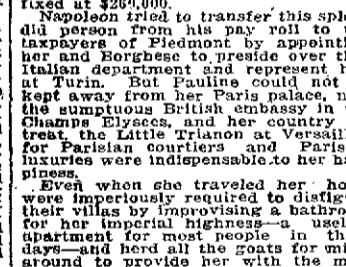 fixed at $260,000.
Napoleon tried to transfer this spl
did person from his pay roll to
taxpayers of Piedmont by appoint
her and Borghese to preside over t
Italian department and represent h
at Turin. But Pauline could not
kept away from her Paris palace, n
the sumptuous British embassy in
Champs Elysees, and her country
treat, the Little Trianon at Versail
for Parisian courtiers and Paris
luxuries were indispensable to her ha
piness.
Even when she traveled her ho
were imperiously required to disfig
their villas by improvising a bathro
for her imperial highness—a usel
apartment for most people in th
days—and herd all the goats for mi
around to provide her with the m